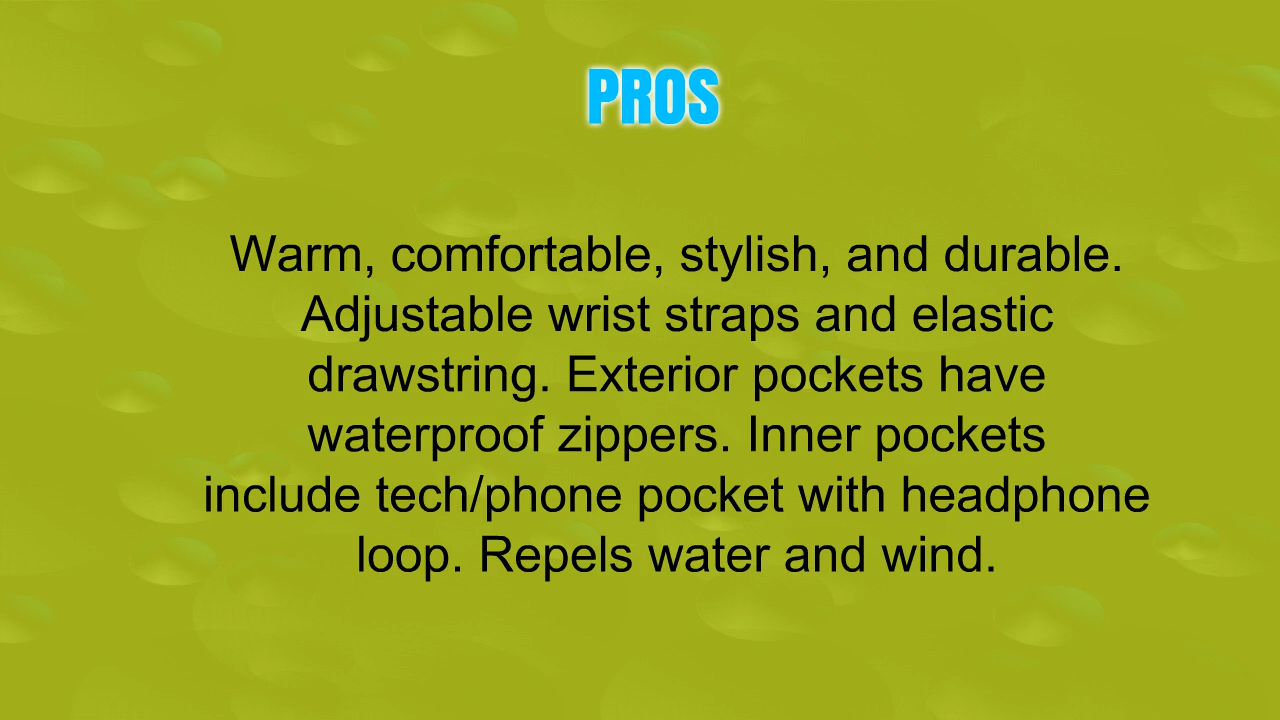 PROS
Warm, comfortable, stylish, and durable.
Adjustable wrist straps and elastic
drawstring. Exterior pockets have
waterproof zippers. Inner pockets
include tech/phone pocket with headphone
loop. Repels water and wind.